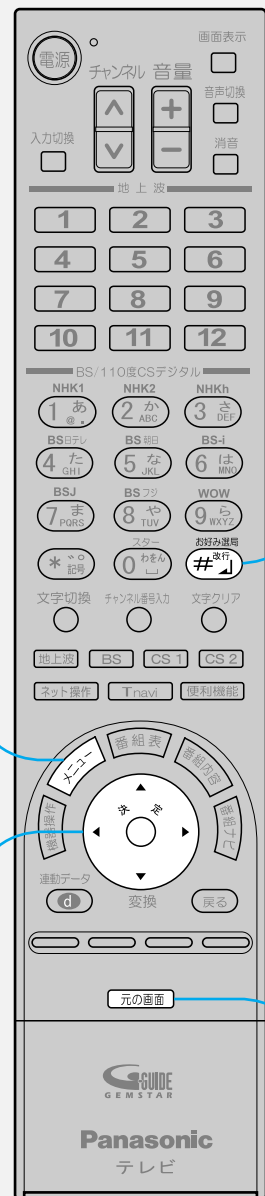 電源
画面表示
チャンネル 音量
音声切換
入力切換
消音
地上波
1 2 3
4 5 6
7 8 9
10 11 12
BS/110度CSデジタル
NHK1 NHK2 NHKh
1 あ @. 2 か ABC 3 さ DEF
BS日テレ BS朝日 BS-i
4 た GHI 5 な JKL 6 は MNO
BSJ BSフジ WOW
7 ま PQRS 8 や TUV 9 ら WXYZ
スター お好み選局
* ゛゜ 記号 0 わをん # 改行
文字切換 チャンネル番号入力 文字クリア
地上波 BS CS 1 CS 2
ネット操作 Tnavi 便利機能
メニュー 番組表 番組内容
機器操作 決定 番組ナビ
連動データ
d 変換 戻る
元の画面
G-GUIDE
GEMSTAR
Panasonic
テレビ